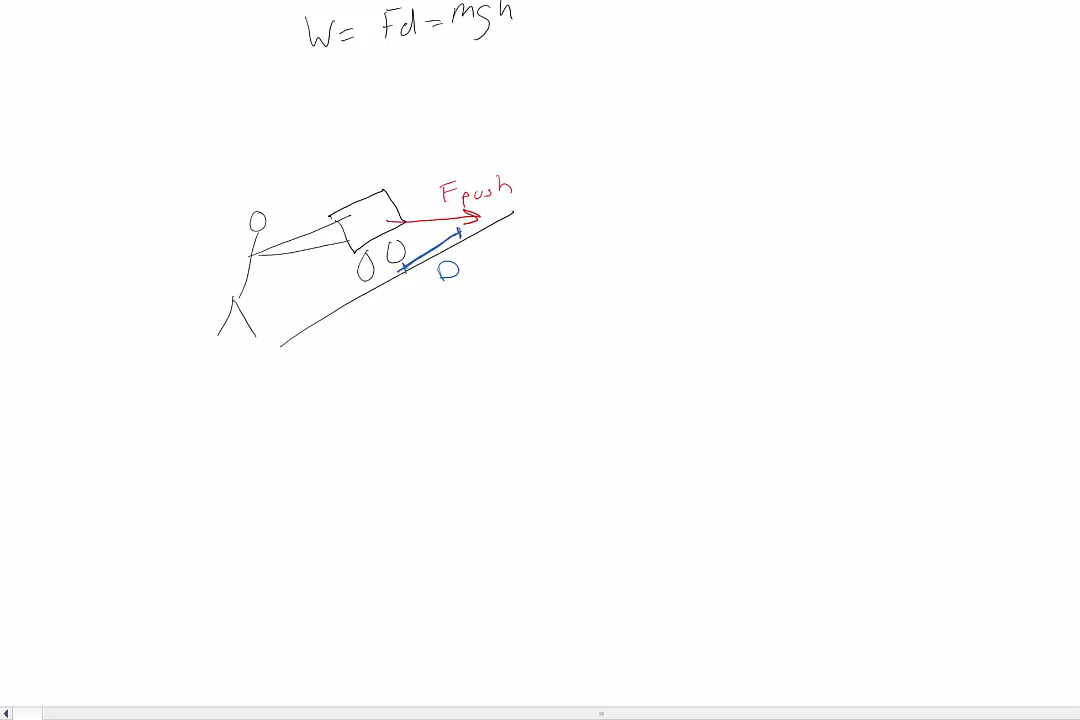 W = Fd = mgh
Fpush
D